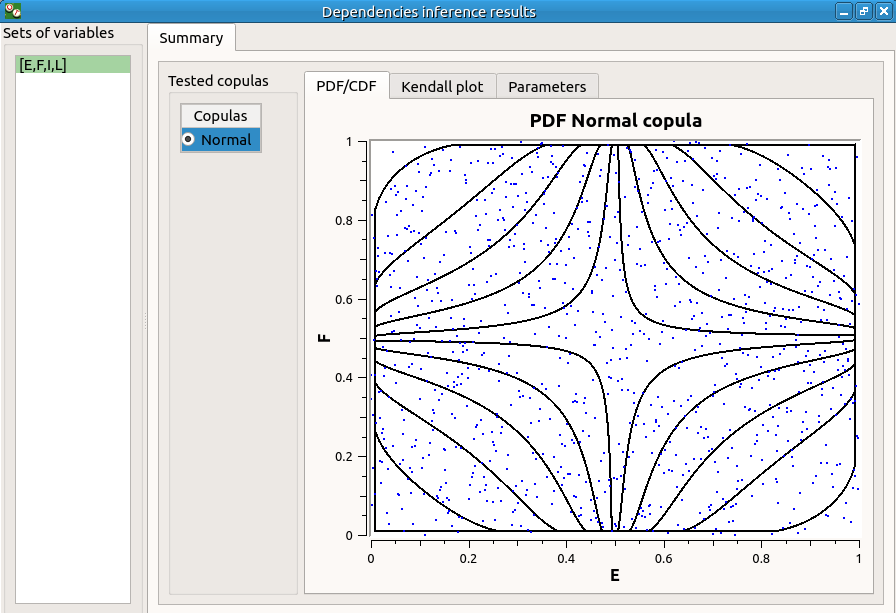 Dependencies inference results
Sets of variables
[E,F,I,L]
Summary
Tested copulas
Copulas
Normal
PDF/CDF Kendall plot Parameters
PDF Normal copula
1
0.8
0.6
0.4
0.2
0
F
0 0.2 0.4 0.6 0.8 1
E